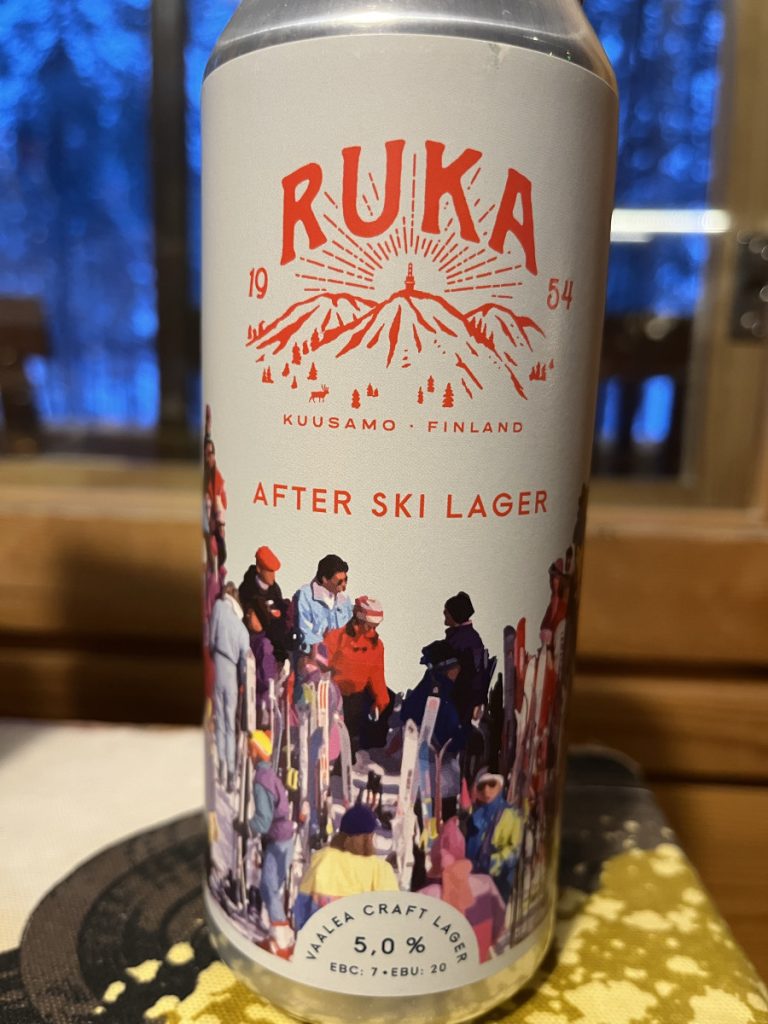 RUKA
19 54
KUUSAMO · FINLAND
AFTER SKI LAGER
VAALEA CRAFT LAGER
5,0 %
EBC: 7 • EBU: 20